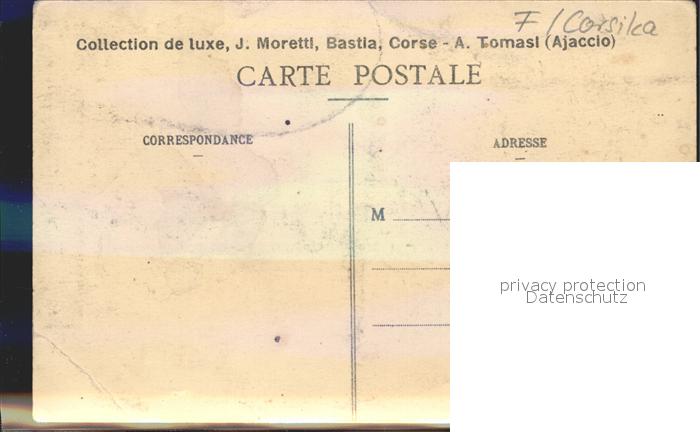 F/Corsika
Collection de luxe, J. Moretti, Bastia, Corse - A. Tomasi (Ajaccio)
CARTE POSTALE
CORRESPONDANCE
ADRESSE
M
privacy protection
Datenschutz